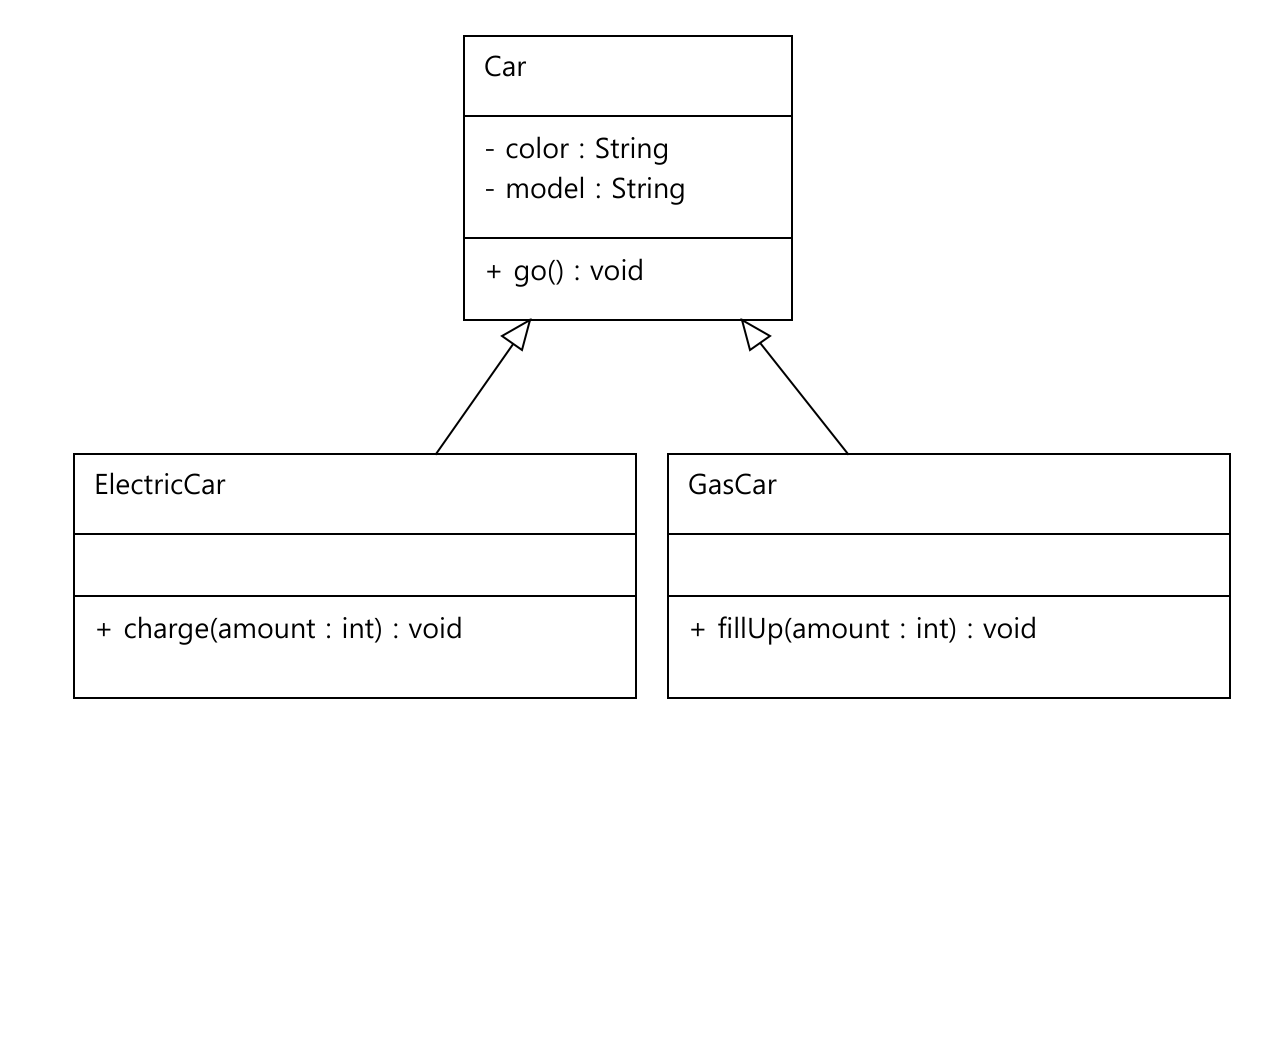 Car
- color : String
- model : String
+ go() : void
ElectricCar
+ charge(amount : int) : void
GasCar
+ fillUp(amount : int) : void